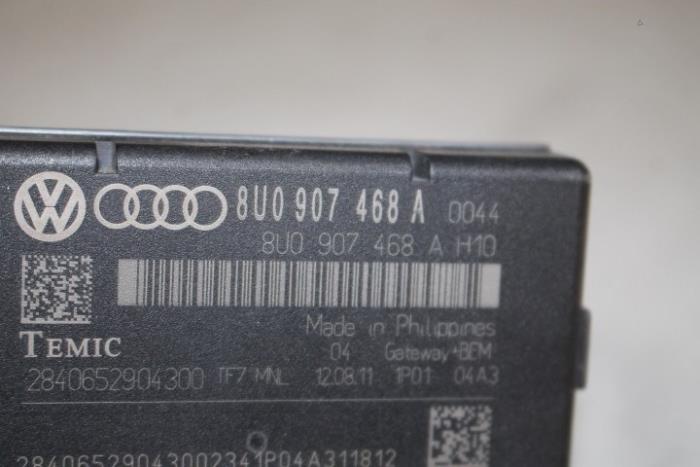 8U0 907 468 A 0044
8U0 907 468 A H10
Made in Philippines
TEMIC 04 Gateway+BEM
2840652904300 TF7 MNL 12.08.11 1P01 04A3
28406529043002341P04A311812